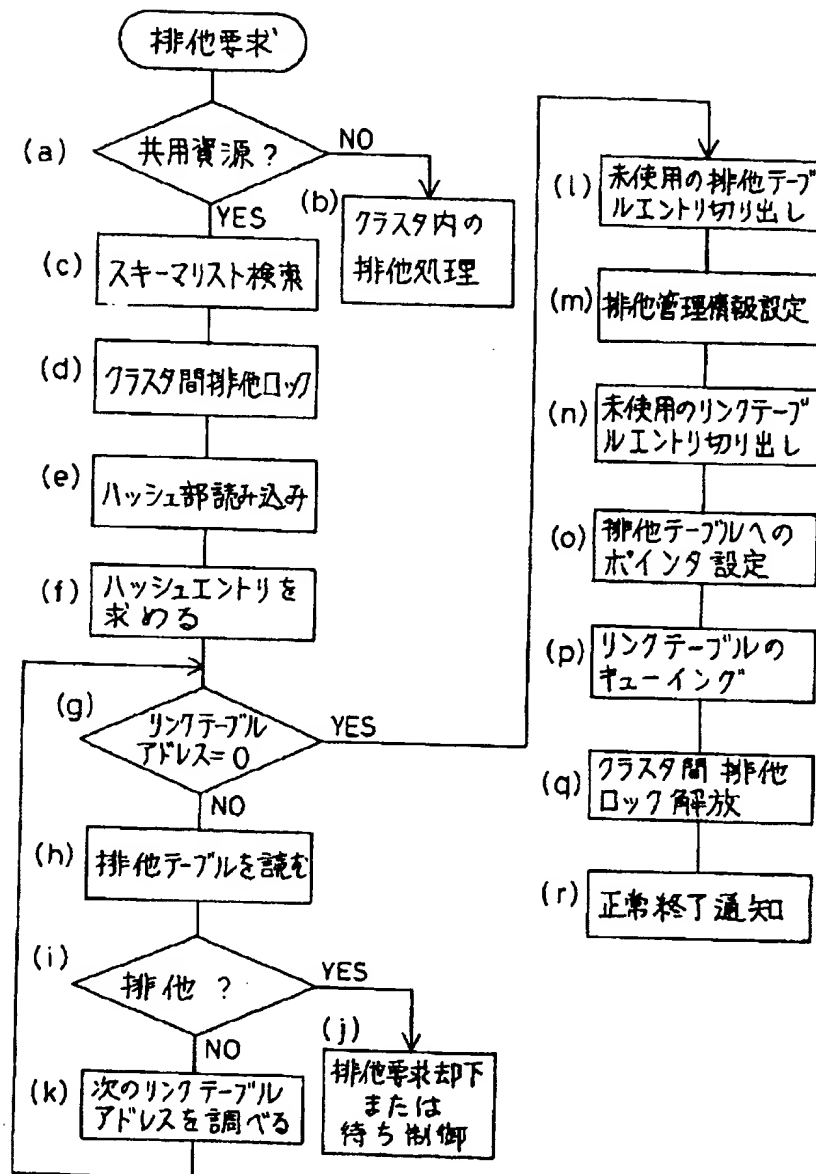 排他要求
(a)
共用資源?
NO
YES
(b)
クラスタ内の
排他処理
(c)
スキーマリスト検索
(d)
クラスタ間排他ロック
(e)
ハッシュ部読み込み
(f)
ハッシュエントリを
求める
(g)
リンクテーブル
アドレス=0
YES
NO
(h)
排他テーブルを読む
(i)
排他?
YES
NO
(j)
排他要求却下
または
待ち制御
(k)
次のリンクテーブル
アドレスを調べる
(l)
未使用の排他テーブ
ルエントリ切り出し
(m)
排他管理情報設定
(n)
未使用のリンクテーブ
ルエントリ切り出し
(o)
排他テーブルへの
ポインタ設定
(p)
リンクテーブルの
キューイング
(q)
クラスタ間排他
ロック解放
(r)
正常終了通知